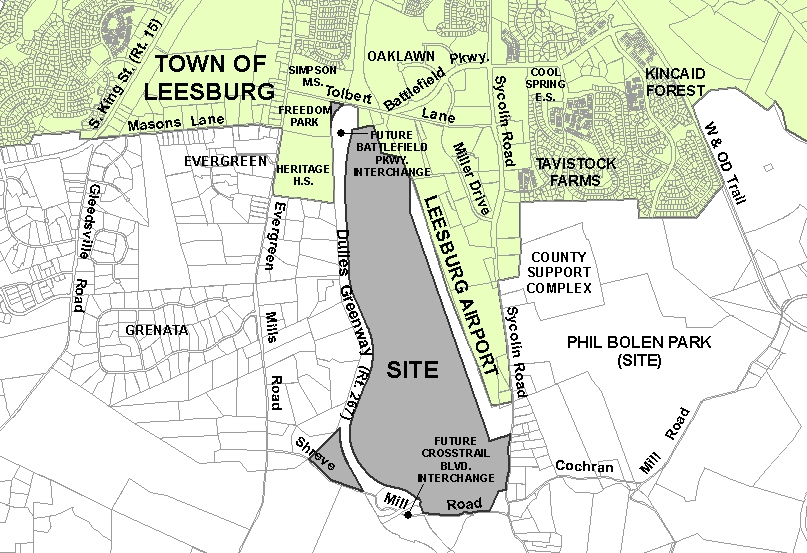 OAKLAWN
TOWN OF
LEESBURG
S. King St. (Rt. 15)
SIMPSON
M.S.
Tolbert
Lane
Battlefield
Pkwy.
Sycolin Road
COOL
SPRING
E.S.
KINCAID
FOREST
FREEDOM
PARK
Masons Lane
FUTURE
BATTLEFIELD
PKWY.
INTERCHANGE
W & OD Trail
EVERGREEN
HERITAGE
H.S.
Miller Drive
TAVISTOCK
FARMS
Gleedsville
Road
Evergreen
Mills
Road
Dulles Greenway (Rt. 267)
LEESBURG AIRPORT
COUNTY
SUPPORT
COMPLEX
GRENATA
Sycolin Road
PHIL BOLEN PARK
(SITE)
SITE
Shreve
Mill
Road
FUTURE
CROSSTRAIL
BLVD.
INTERCHANGE
Cochran
Mill
Road